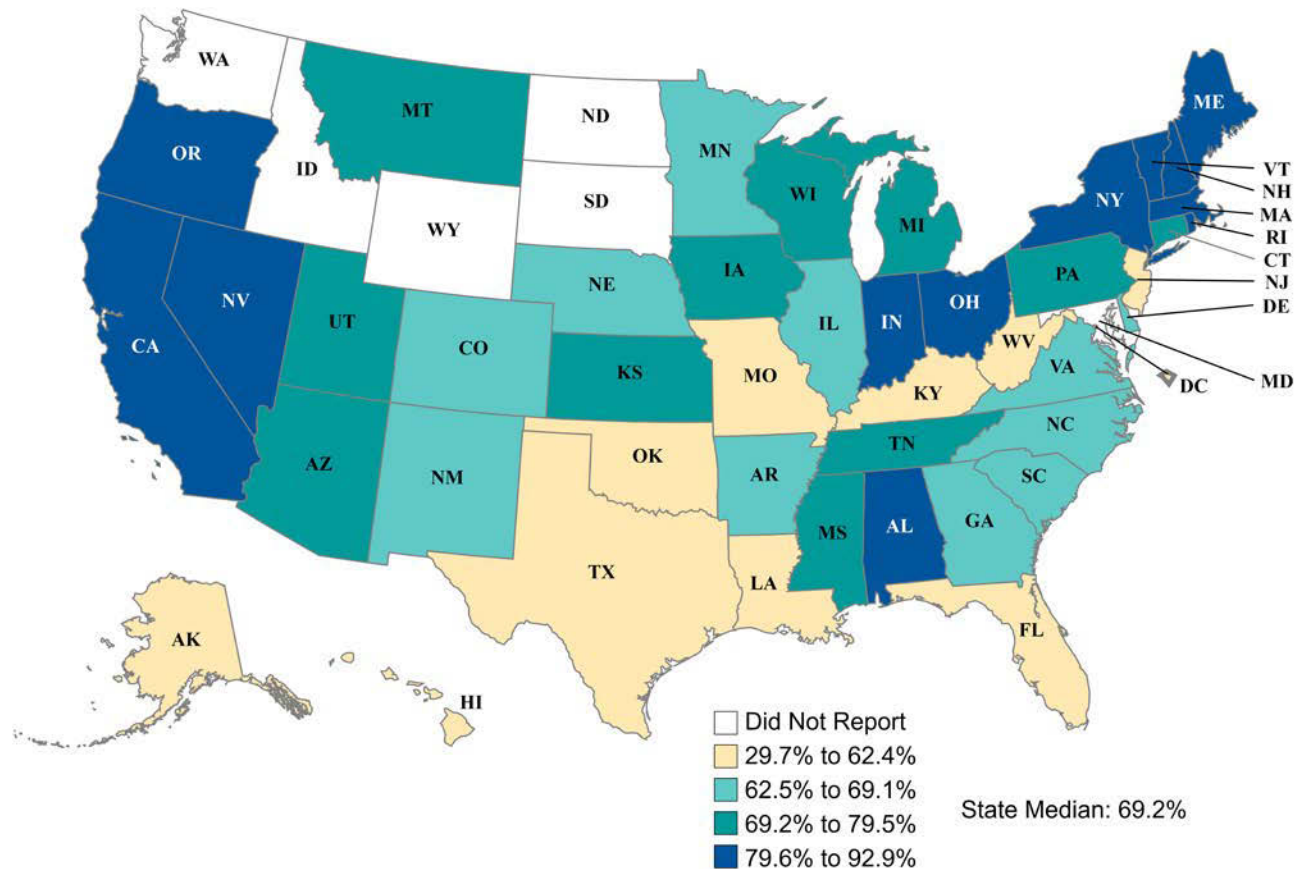 WA
MT
ND
MN
ME
OR
ID
SD
WI
VT
NH
NY
MA
WY
MI
RI
CT
IA
PA
NJ
NE
DE
NV
OH
IL
IN
UT
CO
WV
CA
KS
MO
VA
MD
DC
KY
NC
TN
AZ
OK
NM
AR
SC
MS
AL
GA
TX
LA
AK
FL
HI
Did Not Report
29.7% to 62.4%
62.5% to 69.1%
State Median: 69.2%
69.2% to 79.5%
79.6% to 92.9%